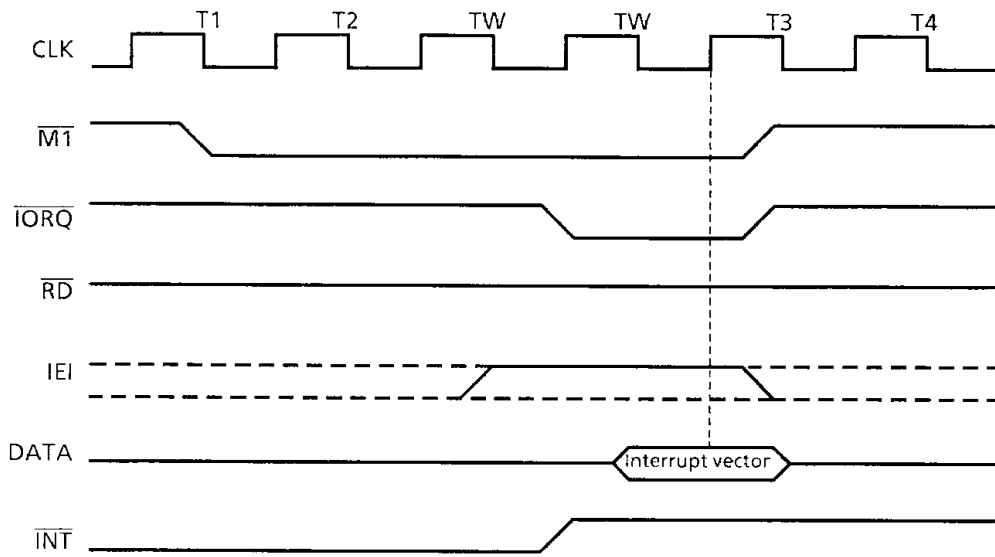 T1 T2 TW TW T3 T4
CLK
M1
IORQ
RD
IEI
DATA Interrupt vector
INT